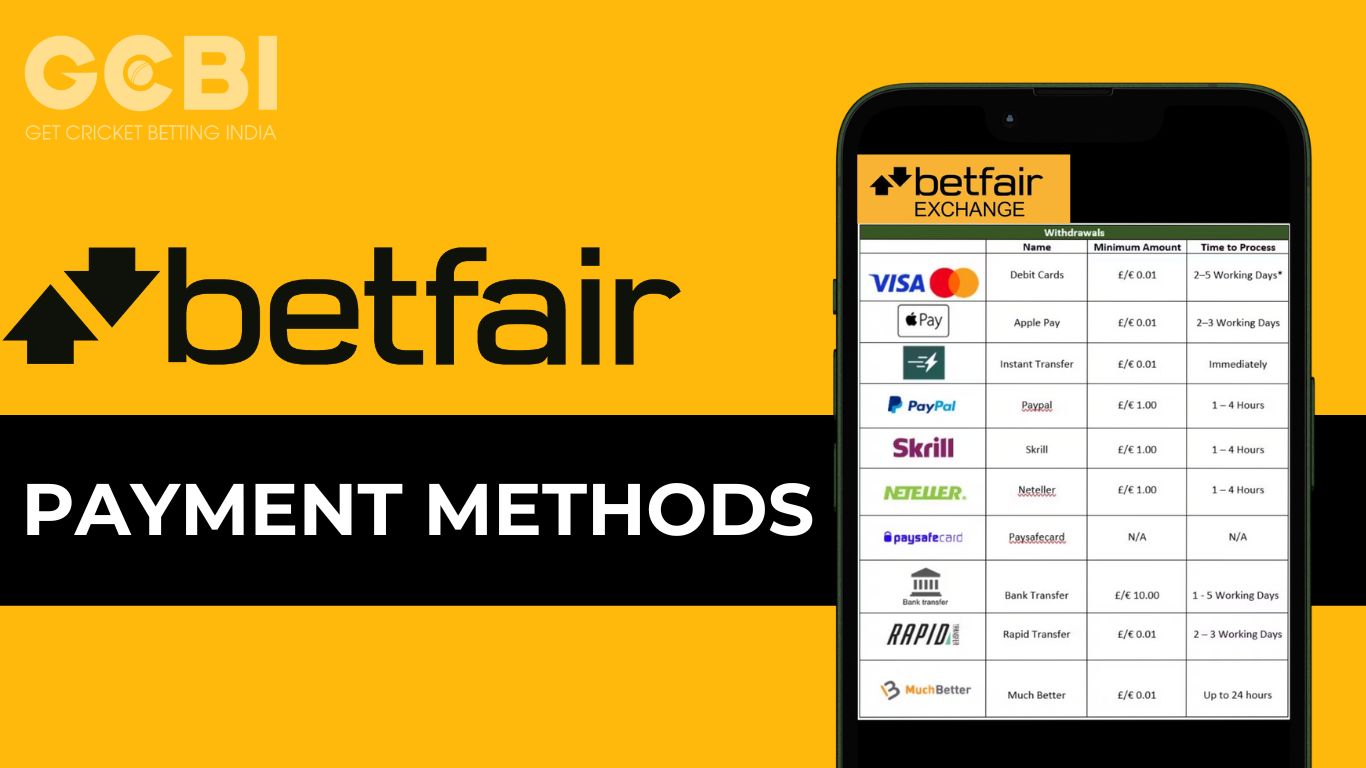 GCBI
GET CRICKET BETTING INDIA
betfair
PAYMENT METHODS
betfair
EXCHANGE
Withdrawals
Name Minimum Amount Time to Process
VISA Debit Cards £/€ 0.01 2–5 Working Days*
Pay Apple Pay £/€ 0.01 2–3 Working Days
Instant Transfer £/€ 0.01 Immediately
PayPal Paypal £/€ 1.00 1 – 4 Hours
Skrill Skrill £/€ 1.00 1 – 4 Hours
NETELLER. Neteller £/€ 1.00 1 – 4 Hours
paysafecard Paysafecard N/A N/A
Bank transfer Bank Transfer £/€ 10.00 1 - 5 Working Days
RAPID TRANSFER Rapid Transfer £/€ 0.01 2 – 3 Working Days
MuchBetter Much Better £/€ 0.01 Up to 24 hours